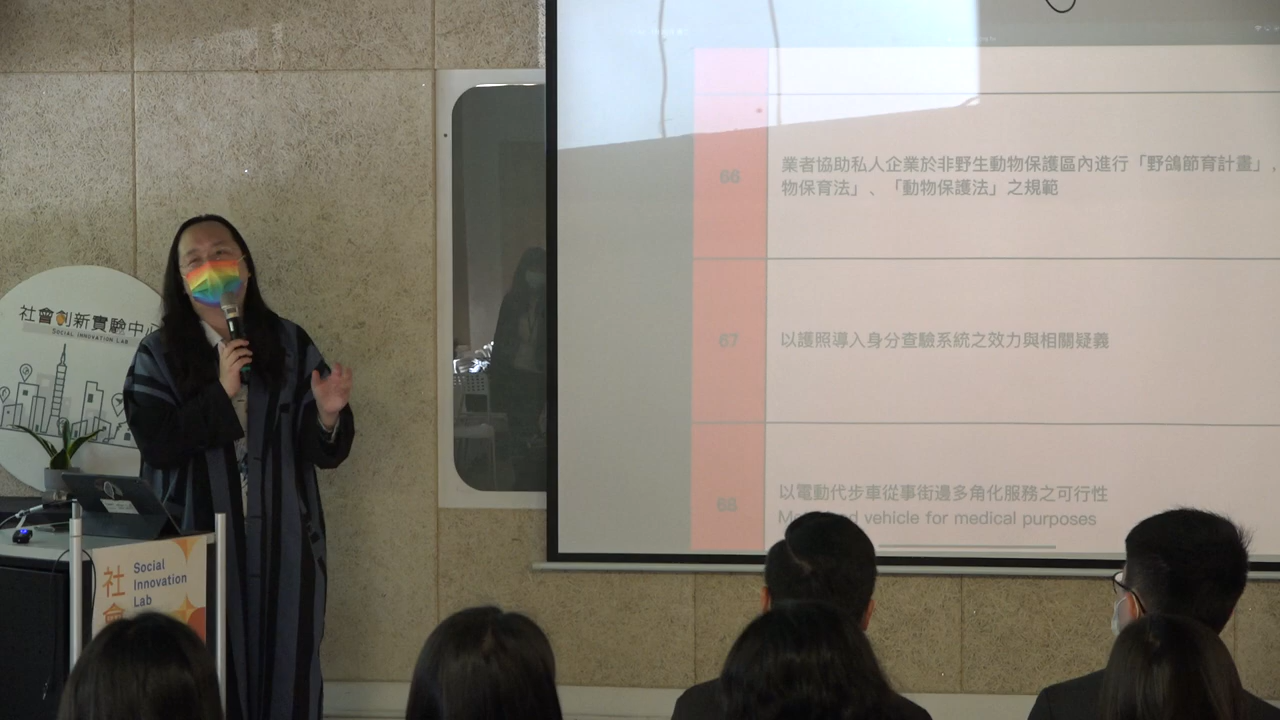 社會創新實驗中心
SOCIAL INNOVATION LAB
Social
Innovation
Lab
社
會
66
業者協助私人企業於非野生動物保護區內進行「野鴿節育計畫」,
物保育法」、「動物保護法」之規範
67
以護照導入身分查驗系統之效力與相關疑義
68
以電動代步車從事街邊多角化服務之可行性
vehicle for medical purposes